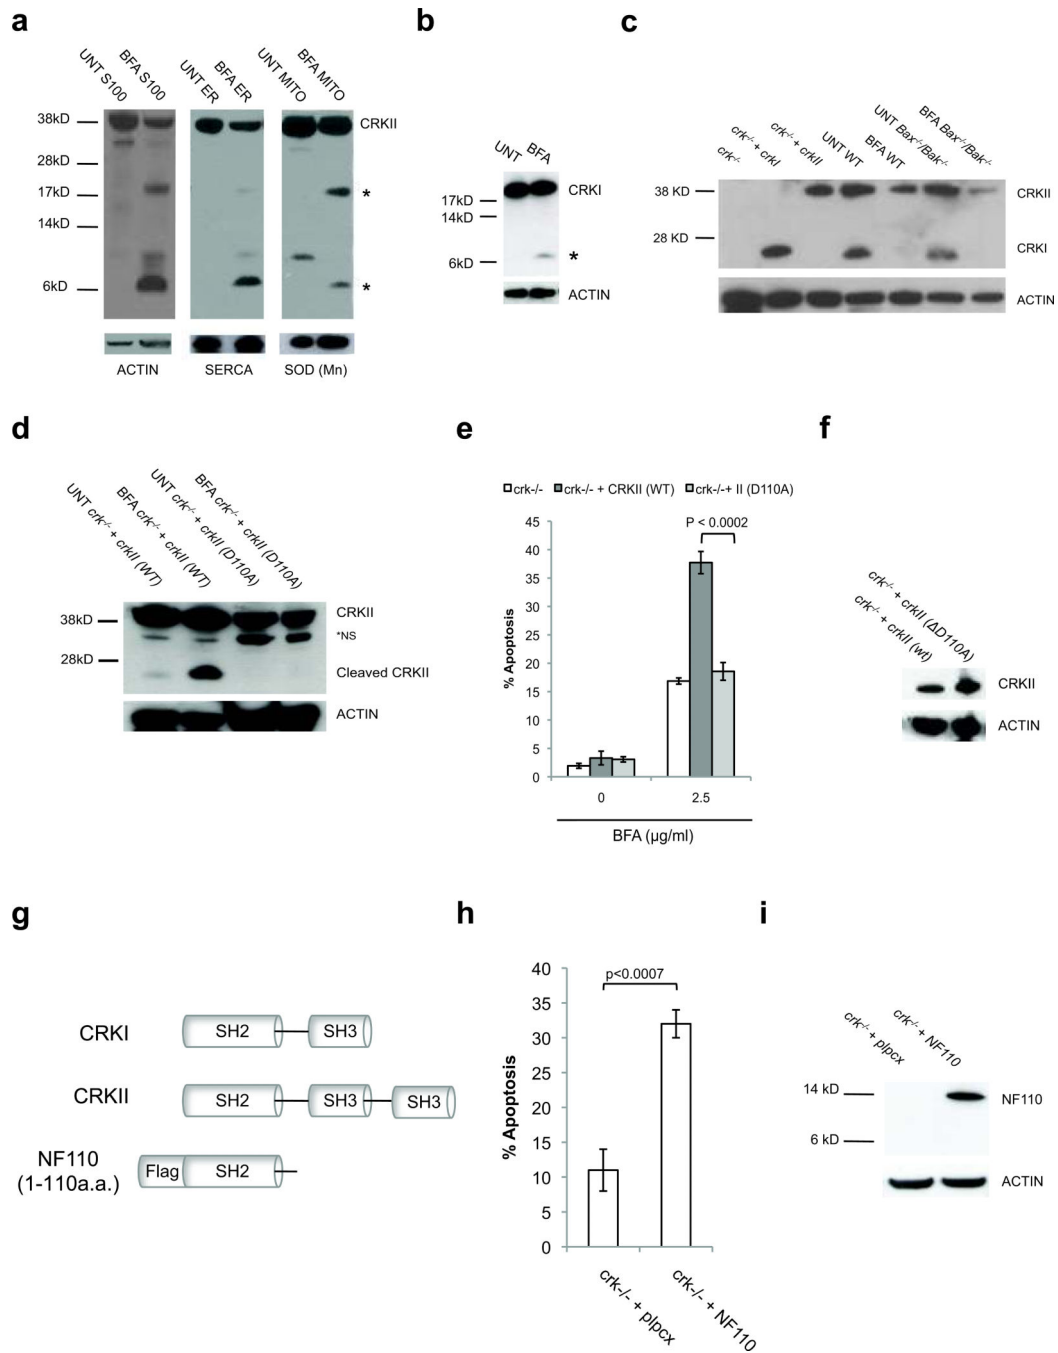 a
UNT S100
BFA S100
UNT ER
BFA ER
UNT MITO
BFA MITO
38kD
28kD
17kD
14kD
6kD
CRKII
*
*
ACTIN
SERCA
SOD (Mn)
b
UNT
BFA
17kD
14kD
6kD
CRKI
*
ACTIN
c
crk-/-
crk-/- + crkI
crk-/- + crkII
UNT WT
BFA WT
UNT Bax-/-/Bak-/-
BFA Bax-/-/Bak-/-
38 KD
28 KD
CRKII
CRKI
ACTIN
d
UNT crk-/- + crkII (WT)
BFA crk-/- + crkII (WT)
UNT crk-/- + crkII (D110A)
BFA crk-/- + crkII (D110A)
38kD
28kD
CRKII
*NS
Cleaved CRKII
ACTIN
e
crk-/- crk-/- + CRKII (WT) crk-/-+ II (D110A)
P < 0.0002
% Apoptosis
45
40
35
30
25
20
15
10
5
0
0 2.5
BFA (µg/ml)
f
crk-/- + crkII (wt)
crk-/- + crkII (ΔD110A)
CRKII
ACTIN
g
CRKI
SH2 SH3
CRKII
SH2 SH3 SH3
NF110
(1-110a.a.)
Flag SH2
h
p<0.0007
% Apoptosis
40
35
30
25
20
15
10
5
0
crk-/- + plpcx
crk-/- + NF110
i
crk-/- + plpcx
crk-/- + NF110
14 kD
6 kD
NF110
ACTIN